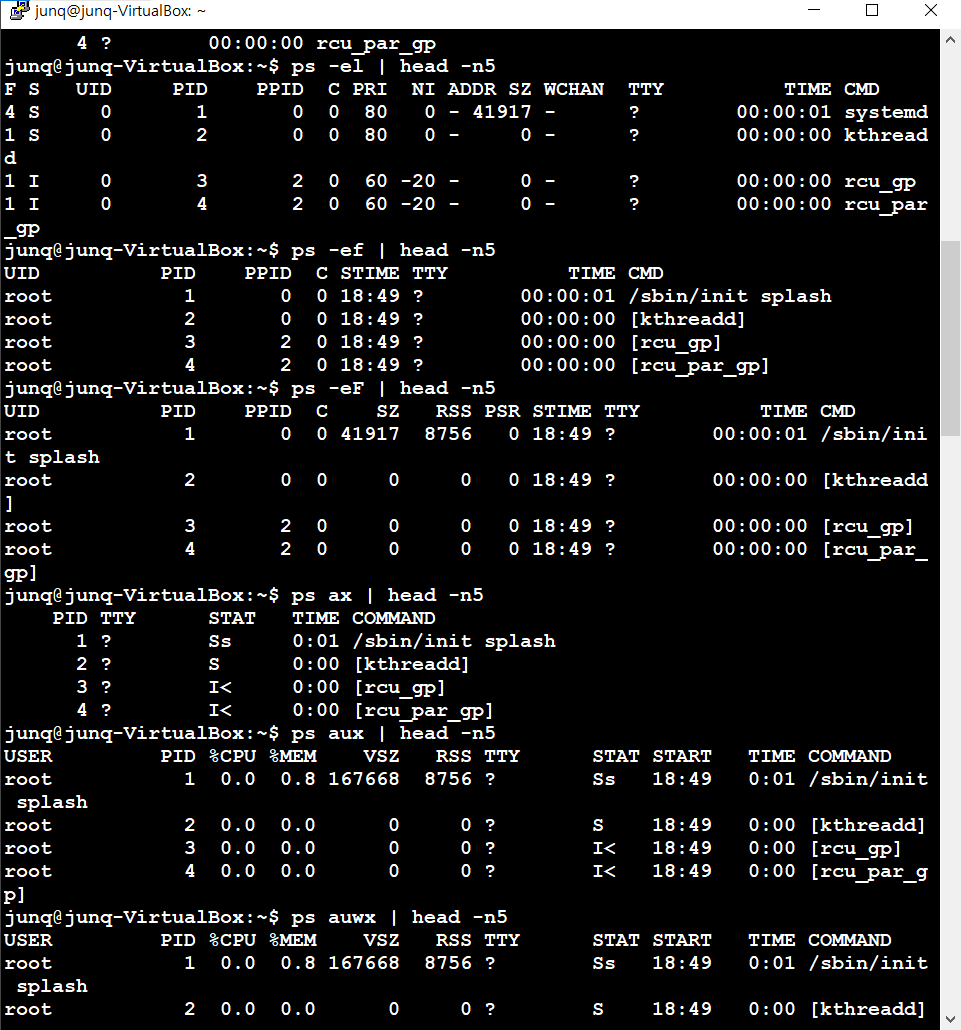 junq@junq-VirtualBox: ~
4 ?        00:00:00 rcu_par_gp
junq@junq-VirtualBox:~$ ps -el | head -n5
F S   UID     PID    PPID  C PRI  NI ADDR SZ WCHAN  TTY          TIME CMD
4 S     0       1       0  0  80   0 - 41917 -      ?        00:00:01 systemd
1 S     0       2       0  0  80   0 -     0 -      ?        00:00:00 kthread
d
1 I     0       3       2  0  60 -20 -     0 -      ?        00:00:00 rcu_gp
1 I     0       4       2  0  60 -20 -     0 -      ?        00:00:00 rcu_par
_gp
junq@junq-VirtualBox:~$ ps -ef | head -n5
UID          PID    PPID  C STIME TTY          TIME CMD
root           1       0  0 18:49 ?        00:00:01 /sbin/init splash
root           2       0  0 18:49 ?        00:00:00 [kthreadd]
root           3       2  0 18:49 ?        00:00:00 [rcu_gp]
root           4       2  0 18:49 ?        00:00:00 [rcu_par_gp]
junq@junq-VirtualBox:~$ ps -eF | head -n5
UID          PID    PPID  C    SZ   RSS PSR STIME TTY          TIME CMD
root           1       0  0 41917  8756   0 18:49 ?        00:00:01 /sbin/ini
t splash
root           2       0  0     0     0   0 18:49 ?        00:00:00 [kthreadd
]
root           3       2  0     0     0   0 18:49 ?        00:00:00 [rcu_gp]
root           4       2  0     0     0   0 18:49 ?        00:00:00 [rcu_par_
gp]
junq@junq-VirtualBox:~$ ps ax | head -n5
PID TTY      STAT   TIME COMMAND
1 ?        Ss     0:01 /sbin/init splash
2 ?        S      0:00 [kthreadd]
3 ?        I<     0:00 [rcu_gp]
4 ?        I<     0:00 [rcu_par_gp]
junq@junq-VirtualBox:~$ ps aux | head -n5
USER         PID %CPU %MEM    VSZ   RSS TTY      STAT START   TIME COMMAND
root           1  0.0  0.8 167668  8756 ?        Ss   18:49   0:01 /sbin/init
splash
root           2  0.0  0.0      0     0 ?        S    18:49   0:00 [kthreadd]
root           3  0.0  0.0      0     0 ?        I<   18:49   0:00 [rcu_gp]
root           4  0.0  0.0      0     0 ?        I<   18:49   0:00 [rcu_par_g
p]
junq@junq-VirtualBox:~$ ps auwx | head -n5
USER         PID %CPU %MEM    VSZ   RSS TTY      STAT START   TIME COMMAND
root           1  0.0  0.8 167668  8756 ?        Ss   18:49   0:01 /sbin/init
splash
root           2  0.0  0.0      0     0 ?        S    18:49   0:00 [kthreadd]